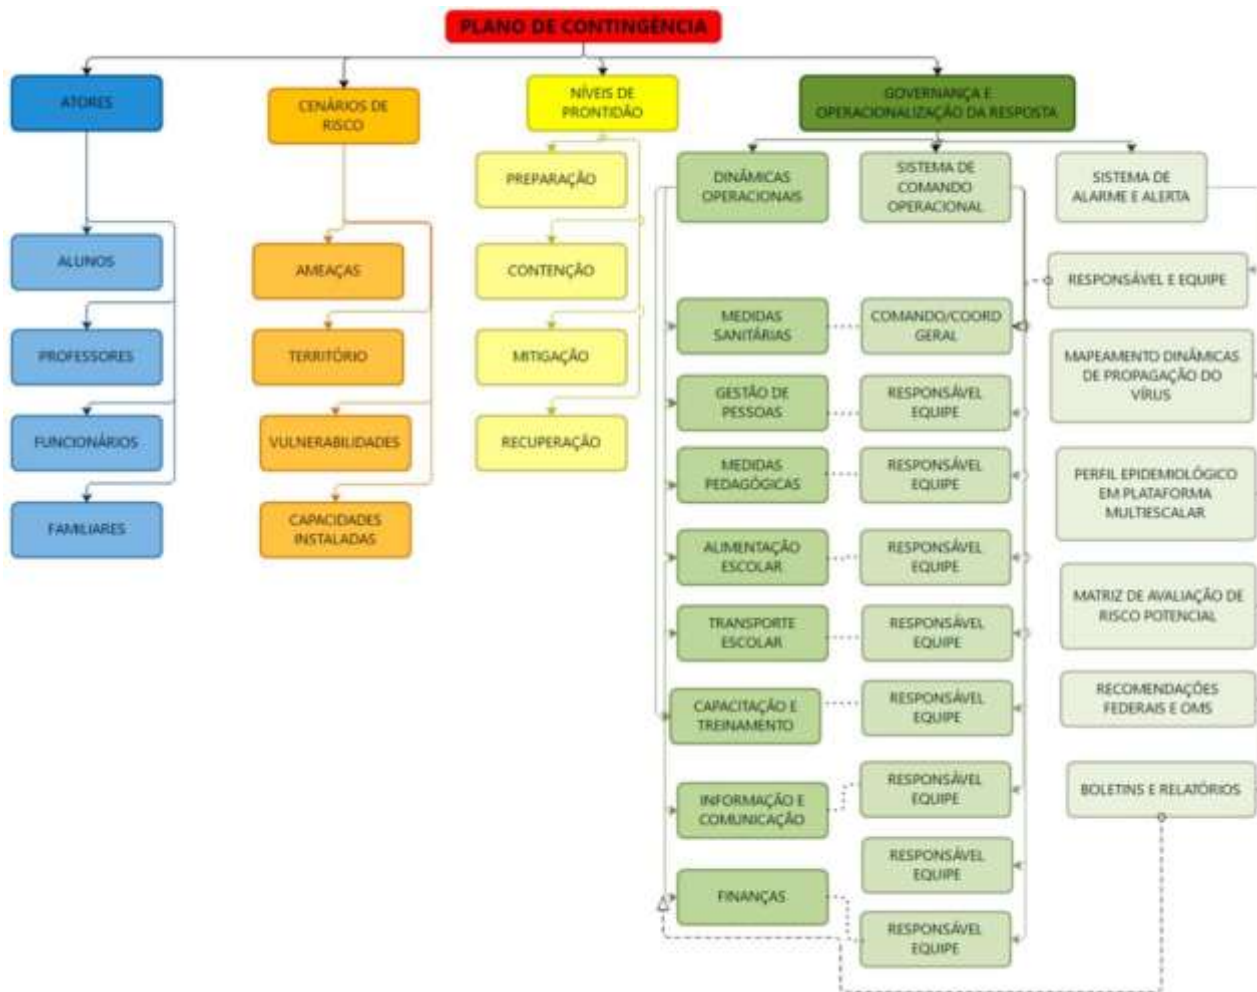 PLANO DE CONTINGÊNCIA
ATORES
ALUNOS
PROFESSORES
FUNCIONÁRIOS
FAMILIARES
CENÁRIOS DE
RISCO
AMEAÇAS
TERRITÓRIO
VULNERABILIDADES
CAPACIDADES
INSTALADAS
NÍVEIS DE
PRONTIDÃO
PREPARAÇÃO
CONTENÇÃO
MITIGAÇÃO
RECUPERAÇÃO
GOVERNANÇA E
OPERACIONALIZAÇÃO DA RESPOSTA
DINÂMICAS
OPERACIONAIS
MEDIDAS
SANITÁRIAS
GESTÃO DE
PESSOAS
MEDIDAS
PEDAGÓGICAS
ALIMENTAÇÃO
ESCOLAR
TRANSPORTE
ESCOLAR
CAPACITAÇÃO E
TREINAMENTO
INFORMAÇÃO E
COMUNICAÇÃO
FINANÇAS
SISTEMA DE
COMANDO
OPERACIONAL
COMANDO/COORD
GERAL
RESPONSÁVEL
EQUIPE
RESPONSÁVEL
EQUIPE
RESPONSÁVEL
EQUIPE
RESPONSÁVEL
EQUIPE
RESPONSÁVEL
EQUIPE
RESPONSÁVEL
EQUIPE
RESPONSÁVEL
EQUIPE
RESPONSÁVEL
EQUIPE
SISTEMA DE
ALARME E ALERTA
RESPONSÁVEL E EQUIPE
MAPEAMENTO DINÂMICAS
DE PROPAGAÇÃO DO
VÍRUS
PERFIL EPIDEMIOLÓGICO
EM PLATAFORMA
MULTIESCALAR
MATRIZ DE AVALIAÇÃO DE
RISCO POTENCIAL
RECOMENDAÇÕES
FEDERAIS E OMS
BOLETINS E RELATÓRIOS